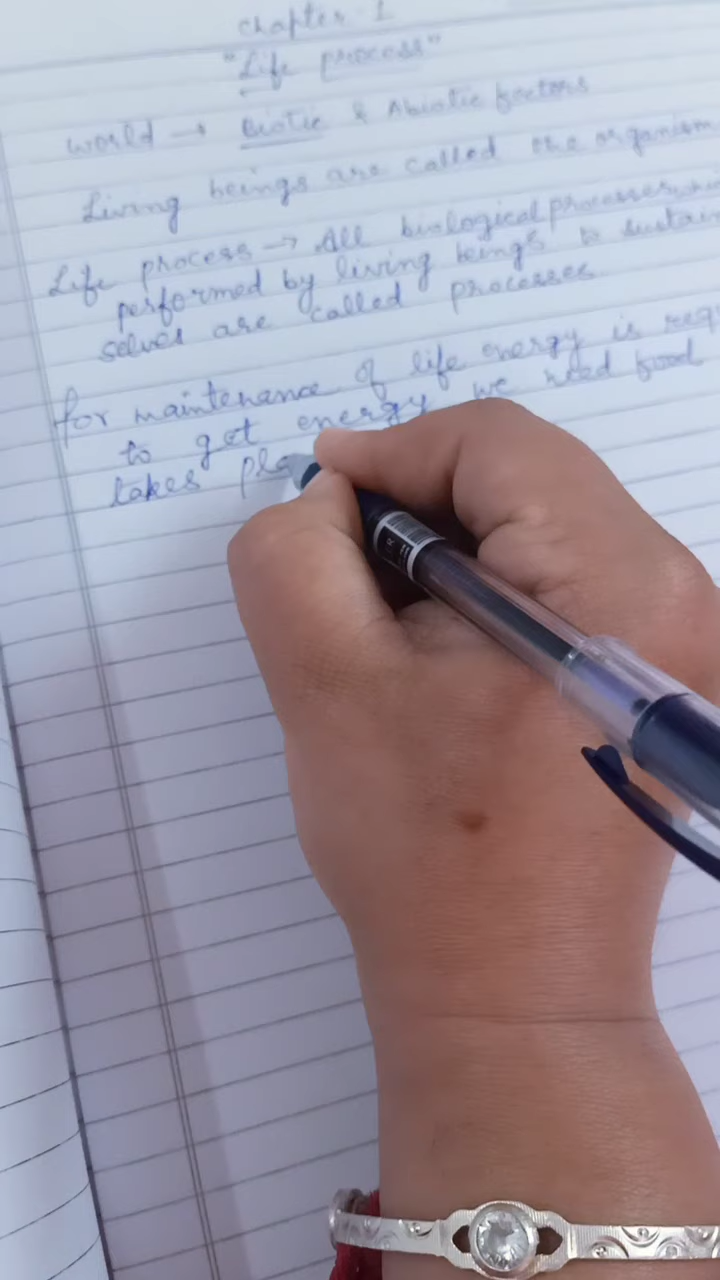 Chapter - 1
"Life process"
World → Biotic & Abiotic factors
Living beings are called the organism
Life process → All biological processes
performed by living beings to sustain
selves are called processes.
for maintenance of life energy is requ
to get energy we need food
takes pla